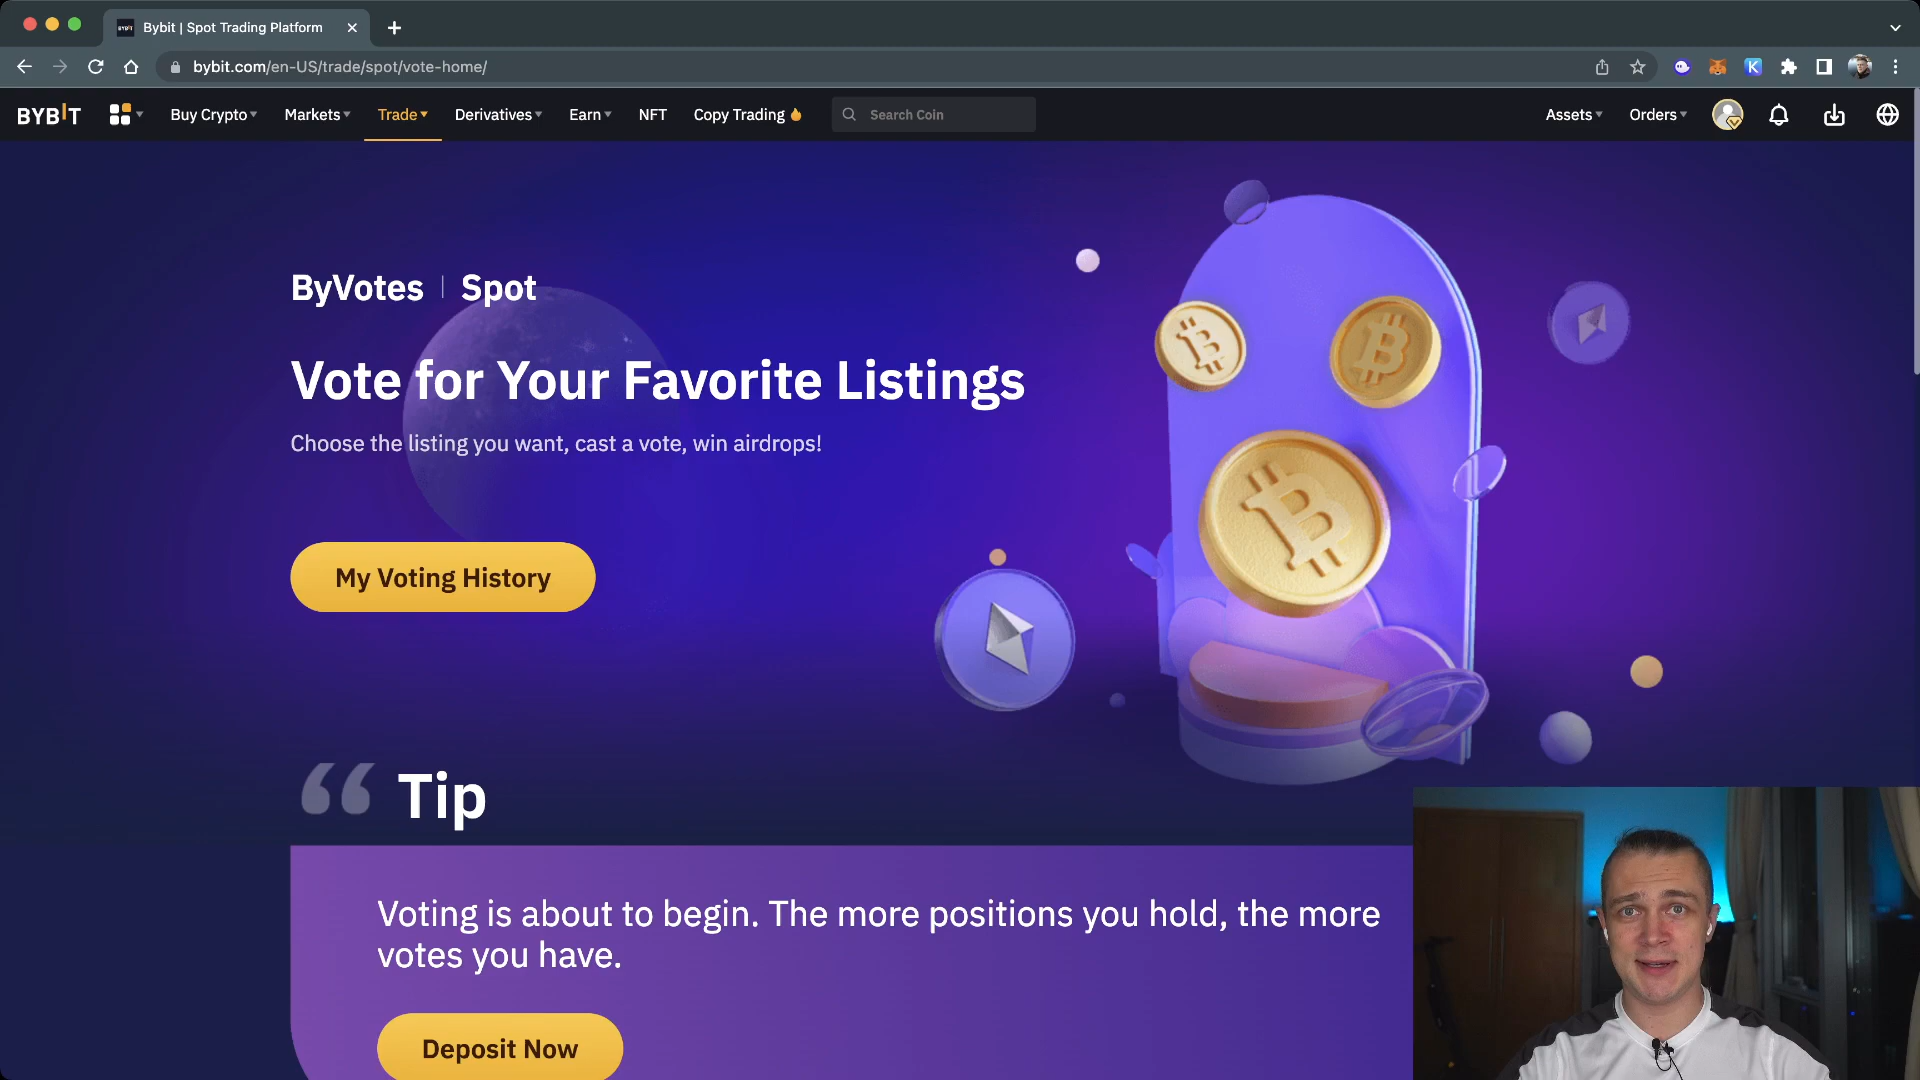 Bybit | Spot Trading Platform
bybit.com/en-US/trade/spot/vote-home/
BYBIT
Buy Crypto
Markets
Trade
Derivatives
Earn
NFT
Copy Trading
Search Coin
Assets
Orders
ByVotes | Spot
Vote for Your Favorite Listings
Choose the listing you want, cast a vote, win airdrops!
My Voting History
“ Tip
Voting is about to begin. The more positions you hold, the more
votes you have.
Deposit Now